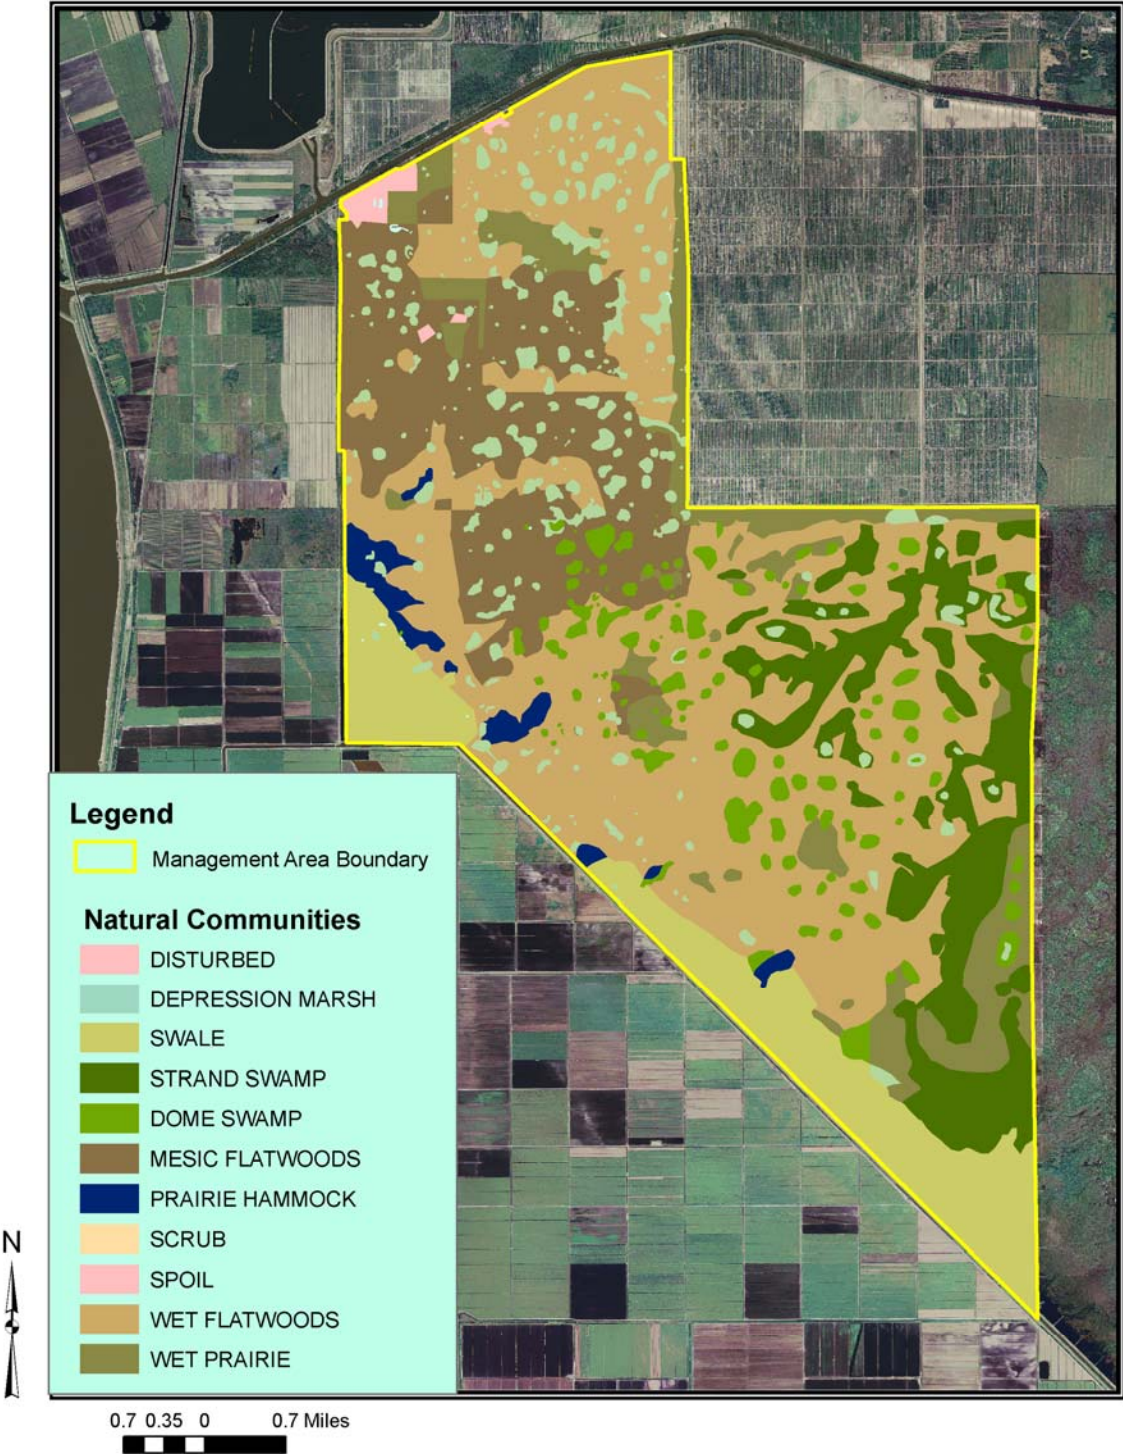 Legend
Management Area Boundary
Natural Communities
DISTURBED
DEPRESSION MARSH
SWALE
STRAND SWAMP
DOME SWAMP
MESIC FLATWOODS
PRAIRIE HAMMOCK
SCRUB
SPOIL
WET FLATWOODS
WET PRAIRIE
N
0.7 0.35 0 0.7 Miles